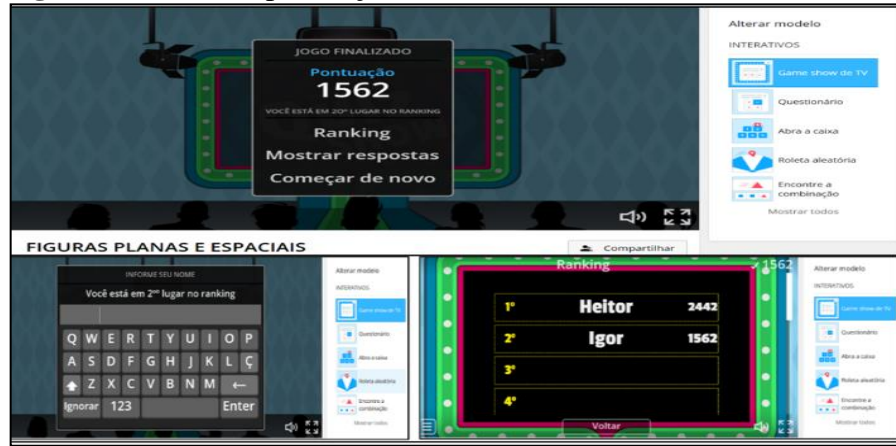 JOGO FINALIZADO
Pontuação
1562
VOCÊ ESTÁ EM 20º LUGAR NO RANKING
Ranking
Mostrar respostas
Começar de novo
Alterar modelo
INTERATIVOS
Game show de TV
Questionário
Abra a caixa
Roleta aleatória
Encontre a
combinação
Mostrar todos
FIGURAS PLANAS E ESPACIAIS
Compartilhar
INFORME SEU NOME
Você está em 2º lugar no ranking
Q W E R T Y U I O P
A S D F G H J K L Ç
Z X C V B N M
Ignorar 123 Enter
Alterar modelo
INTERATIVOS
Game show de TV
Questionário
Abra a caixa
Roleta aleatória
Encontre a
combinação
Mostrar todos
Ranking
1562
1º Heitor 2442
2º Igor 1562
3º
4º
Voltar
Alterar modelo
INTERATIVOS
Game show de TV
Questionário
Abra a caixa
Roleta aleatória
Encontre a
combinação
Mostrar todos